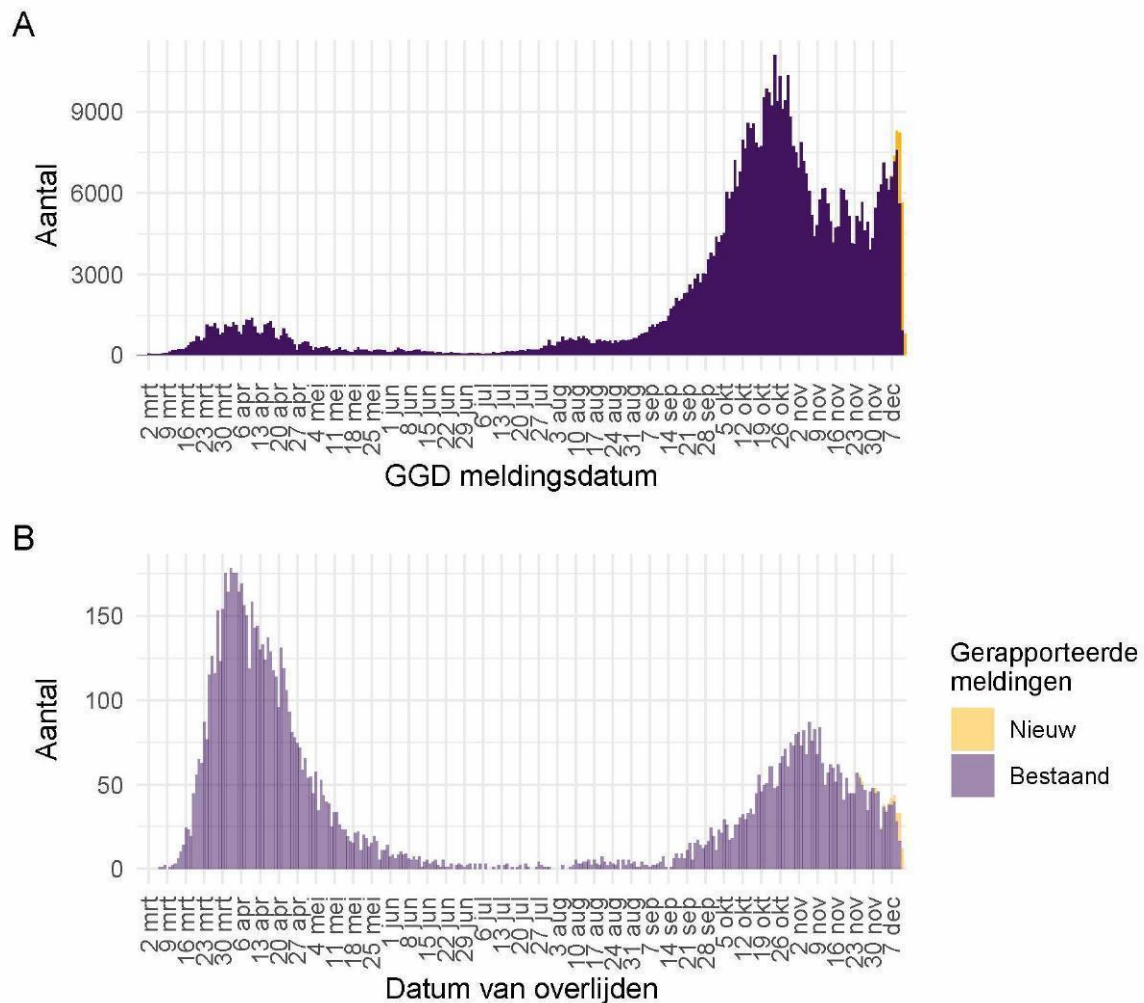 A
Aantal
9000
6000
3000
0
2 mrt
9 mrt
16 mrt
23 mrt
30 mrt
6 apr
13 apr
20 apr
27 apr
4 mei
11 mei
18 mei
25 mei
1 jun
8 jun
15 jun
22 jun
29 jun
6 jul
13 jul
20 jul
27 jul
3 aug
10 aug
17 aug
24 aug
31 aug
7 sep
14 sep
21 sep
28 sep
5 okt
12 okt
19 okt
26 okt
2 nov
9 nov
16 nov
23 nov
30 nov
7 dec
GGD meldingsdatum
B
Aantal
150
100
50
0
2 mrt
9 mrt
16 mrt
23 mrt
30 mrt
6 apr
13 apr
20 apr
27 apr
4 mei
11 mei
18 mei
25 mei
1 jun
8 jun
15 jun
22 jun
29 jun
6 jul
13 jul
20 jul
27 jul
3 aug
10 aug
17 aug
24 aug
31 aug
7 sep
14 sep
21 sep
28 sep
5 okt
12 okt
19 okt
26 okt
2 nov
9 nov
16 nov
23 nov
30 nov
7 dec
Datum van overlijden
Gerapporteerde
meldingen
Nieuw
Bestaand